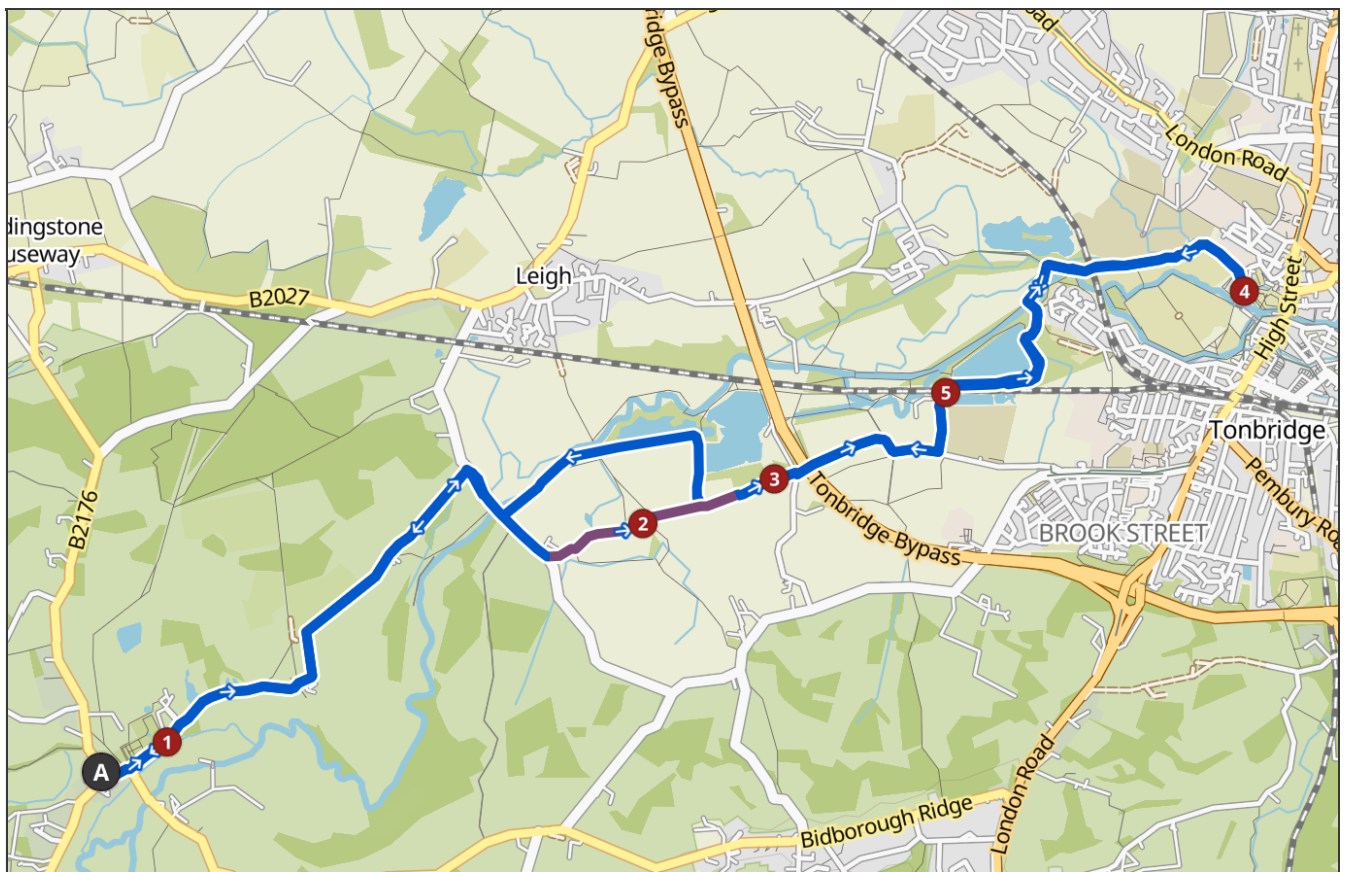 Road
ridge Bypass
London Road
dingstone
useway
Leigh
B2027
4
High Street
5
Tonbridge
3
Tonbridge Bypass
Pembury Roa
2
BROOK STREET
B2176
1
A
London Road
Bidborough Ridge